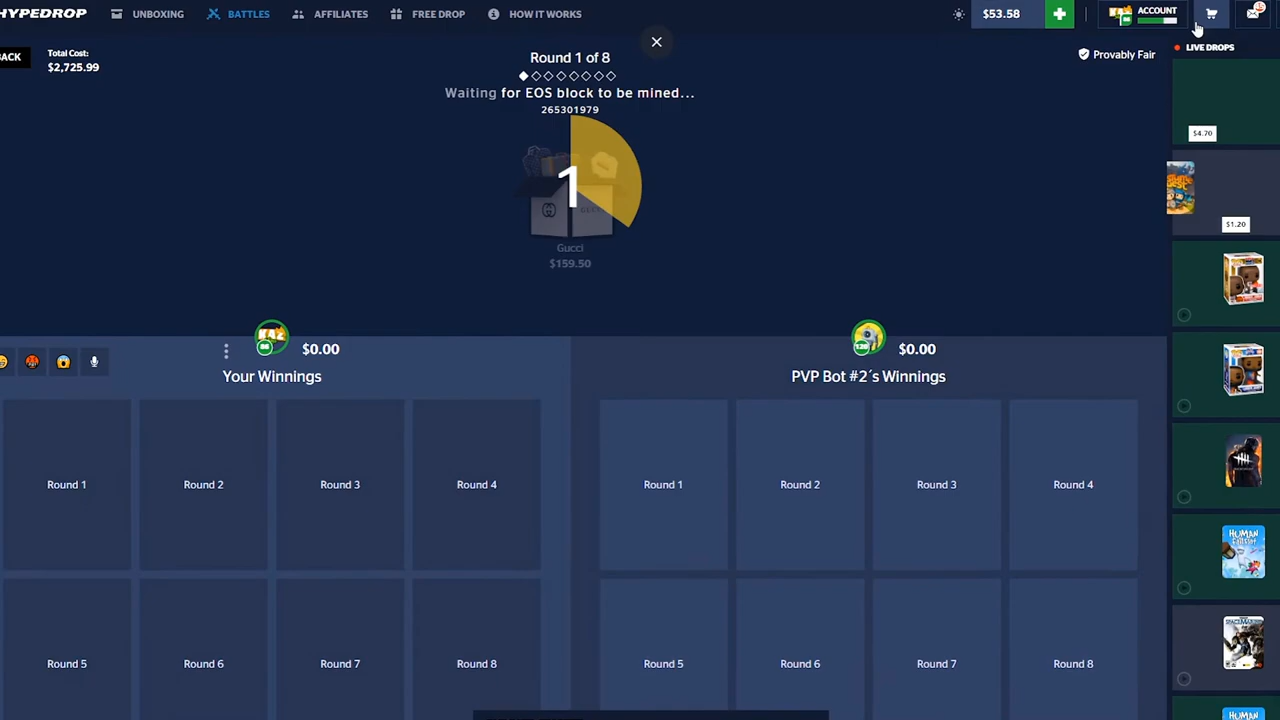 HYPEDROP
UNBOXING
BATTLES
AFFILIATES
FREE DROP
HOW IT WORKS
$53.58
ACCOUNT
86
BACK
Total Cost:
$2,725.99
Round 1 of 8
Provably Fair
LIVE DROPS
Waiting for EOS block to be mined...
265301979
1
Gucci
$159.50
$4.70
$1.20
$0.00
Your Winnings
$0.00
PVP Bot #2´s Winnings
Round 1
Round 2
Round 3
Round 4
Round 1
Round 2
Round 3
Round 4
Round 5
Round 6
Round 7
Round 8
Round 5
Round 6
Round 7
Round 8
HUMAN